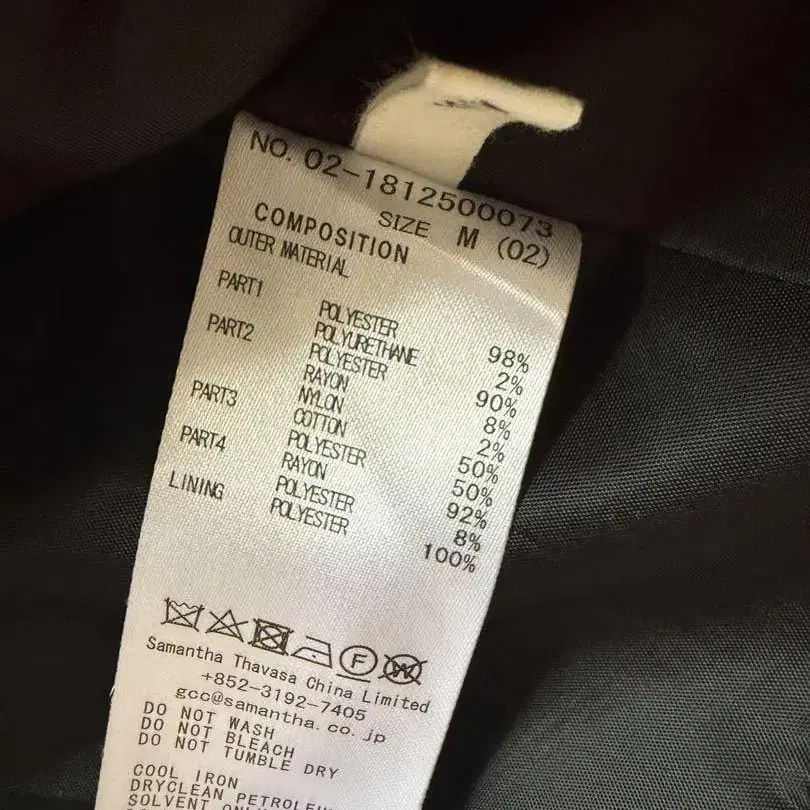 NO. 02-1812500073
SIZE M (02)
COMPOSITION
OUTER MATERIAL
PART1 POLYESTER 98%
POLYURETHANE 2%
PART2 POLYESTER 90%
RAYON 8%
NYLON 2%
PART3 COTTON 50%
POLYESTER 50%
PART4 RAYON 92%
POLYESTER 8%
LINING POLYESTER 100%
F W
Samantha Thavasa China Limited
+852-3192-7405
gcc@samantha.co.jp
DO NOT WASH
DO NOT BLEACH
DO NOT TUMBLE DRY
COOL IRON
DRYCLEAN
SOLVENT